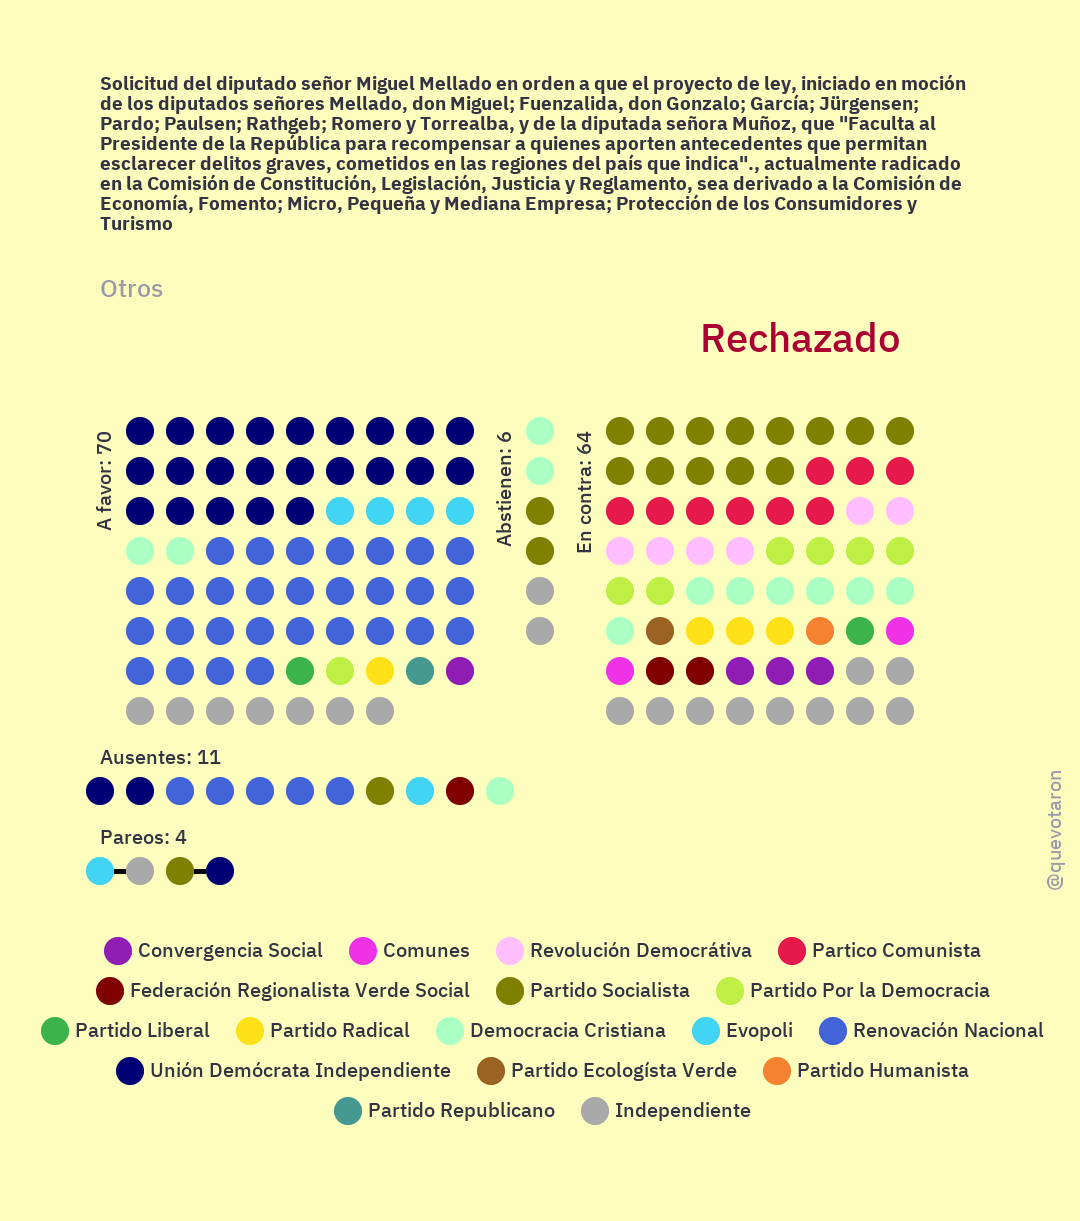 Solicitud del diputado señor Miguel Mellado en orden a que el proyecto de ley, iniciado en moción
de los diputados señores Mellado, don Miguel; Fuenzalida, don Gonzalo; García; Jürgensen;
Pardo; Paulsen; Rathgeb; Romero y Torrealba, y de la diputada señora Muñoz, que "Faculta al
Presidente de la República para recompensar a quienes aporten antecedentes que permitan
esclarecer delitos graves, cometidos en las regiones del país que indica"., actualmente radicado
en la Comisión de Constitución, Legislación, Justicia y Reglamento, sea derivado a la Comisión de
Economía, Fomento; Micro, Pequeña y Mediana Empresa; Protección de los Consumidores y
Turismo
Otros
Rechazado
A favor: 70
Abstienen: 6
En contra: 64
Ausentes: 11
Pareos: 4
@quevotaron
Convergencia Social Comunes Revolución Democrátiva Partico Comunista
Federación Regionalista Verde Social Partido Socialista Partido Por la Democracia
Partido Liberal Partido Radical Democracia Cristiana Evopoli Renovación Nacional
Unión Demócrata Independiente Partido Ecologísta Verde Partido Humanista
Partido Republicano Independiente